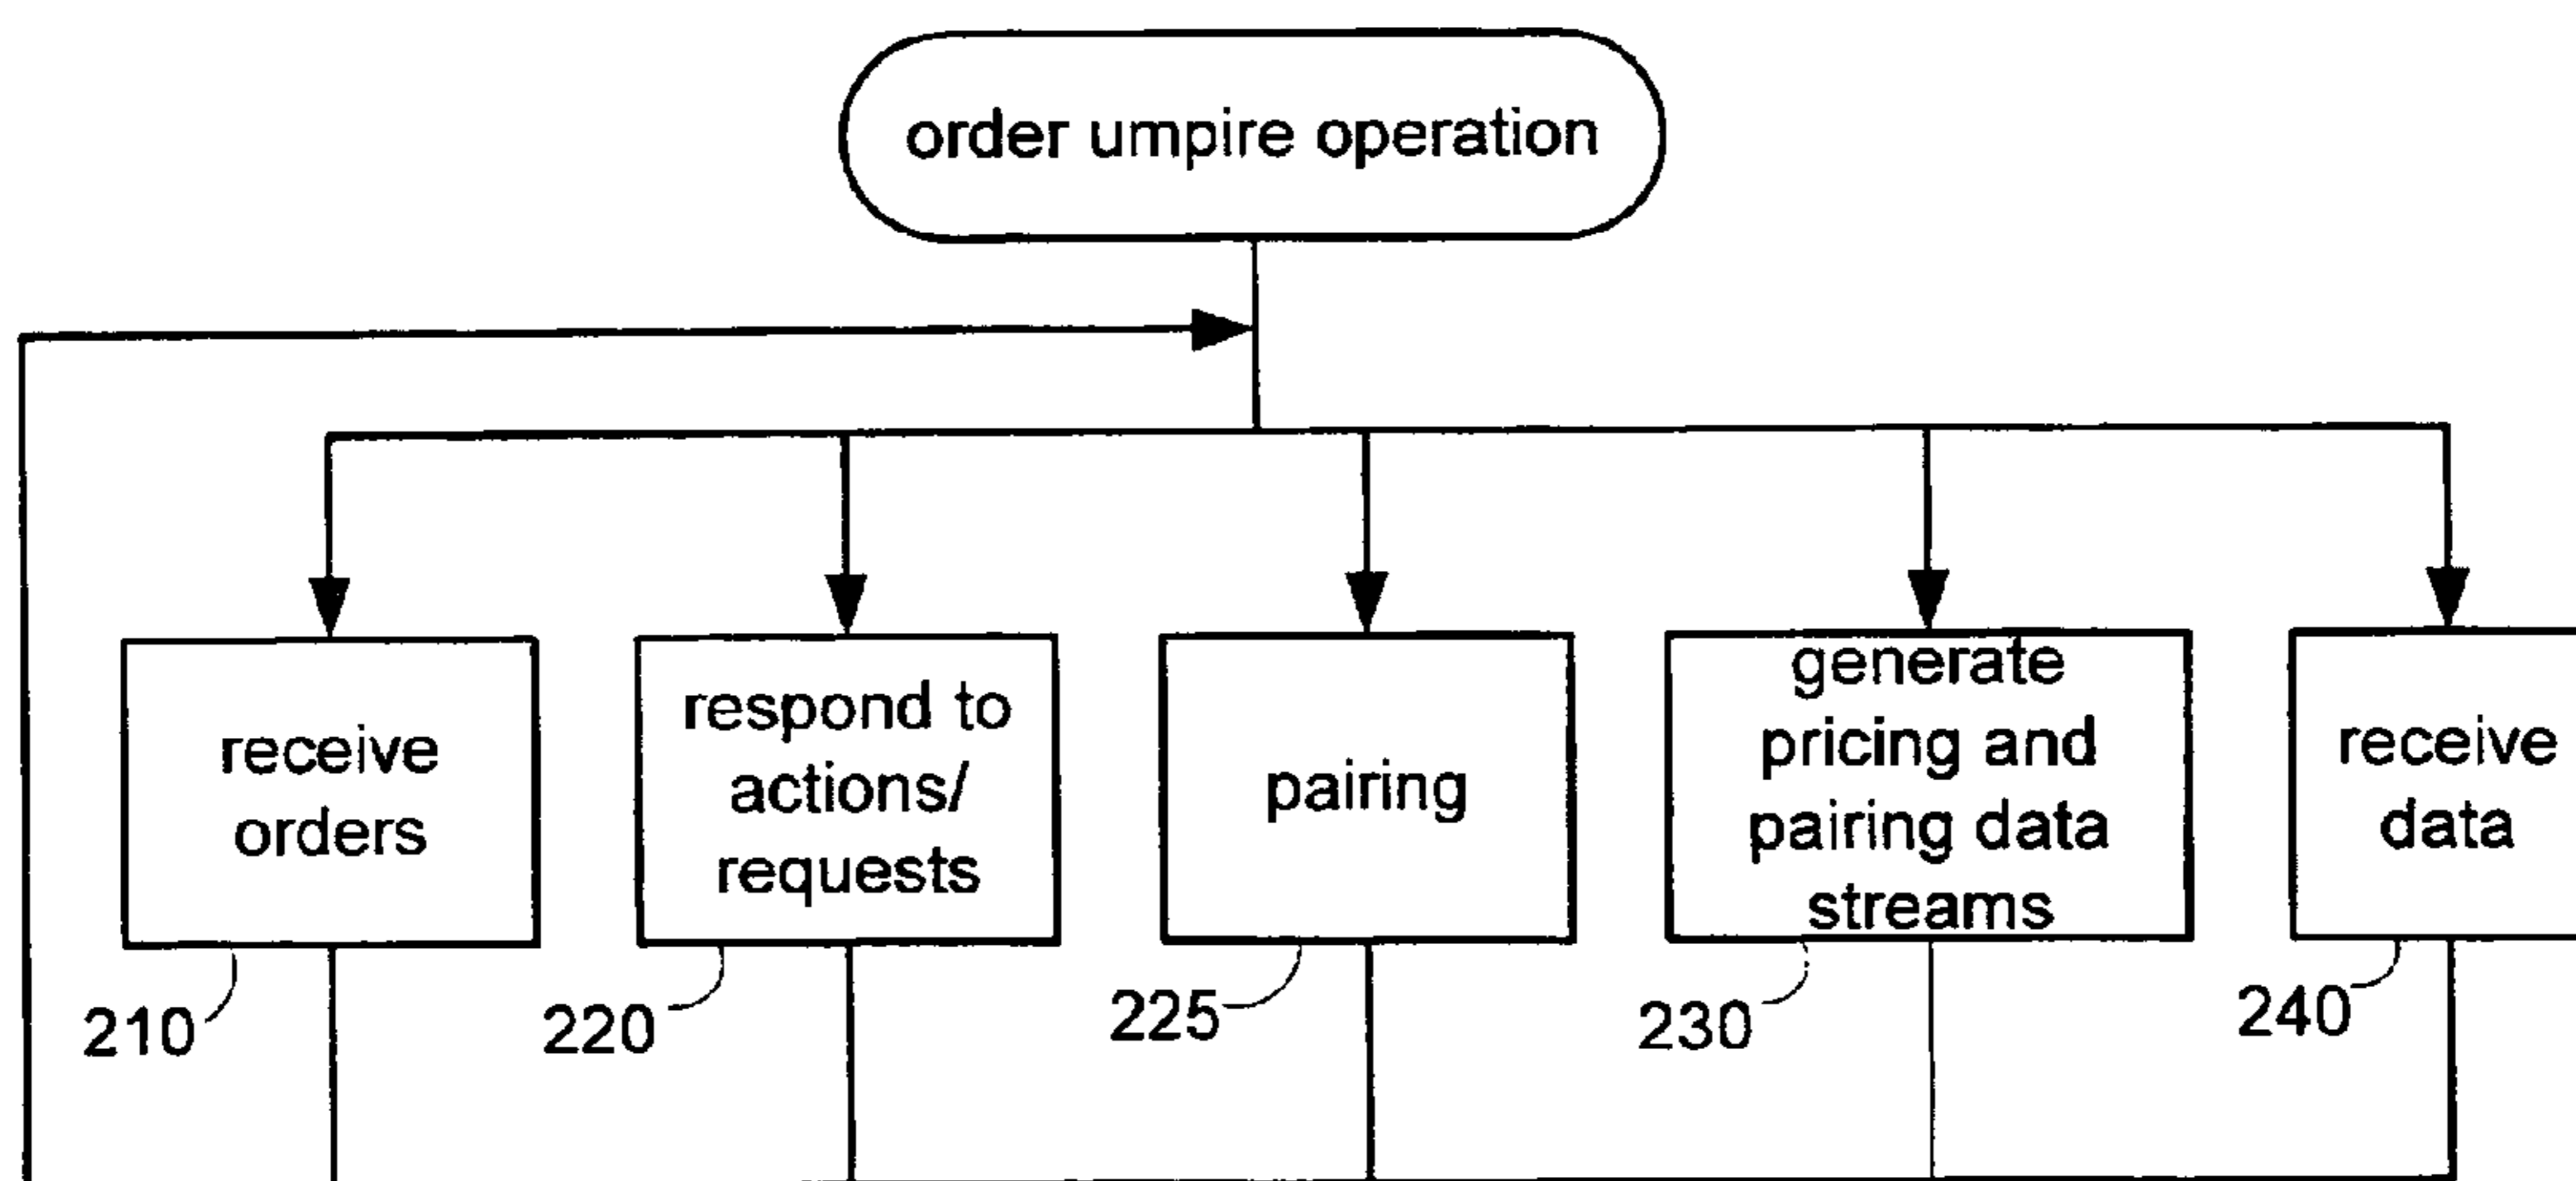 order umpire operation
receive
orders
respond to
actions/
requests
pairing
generate
pricing and
pairing data
streams
receive
data
210
220
225
230
240